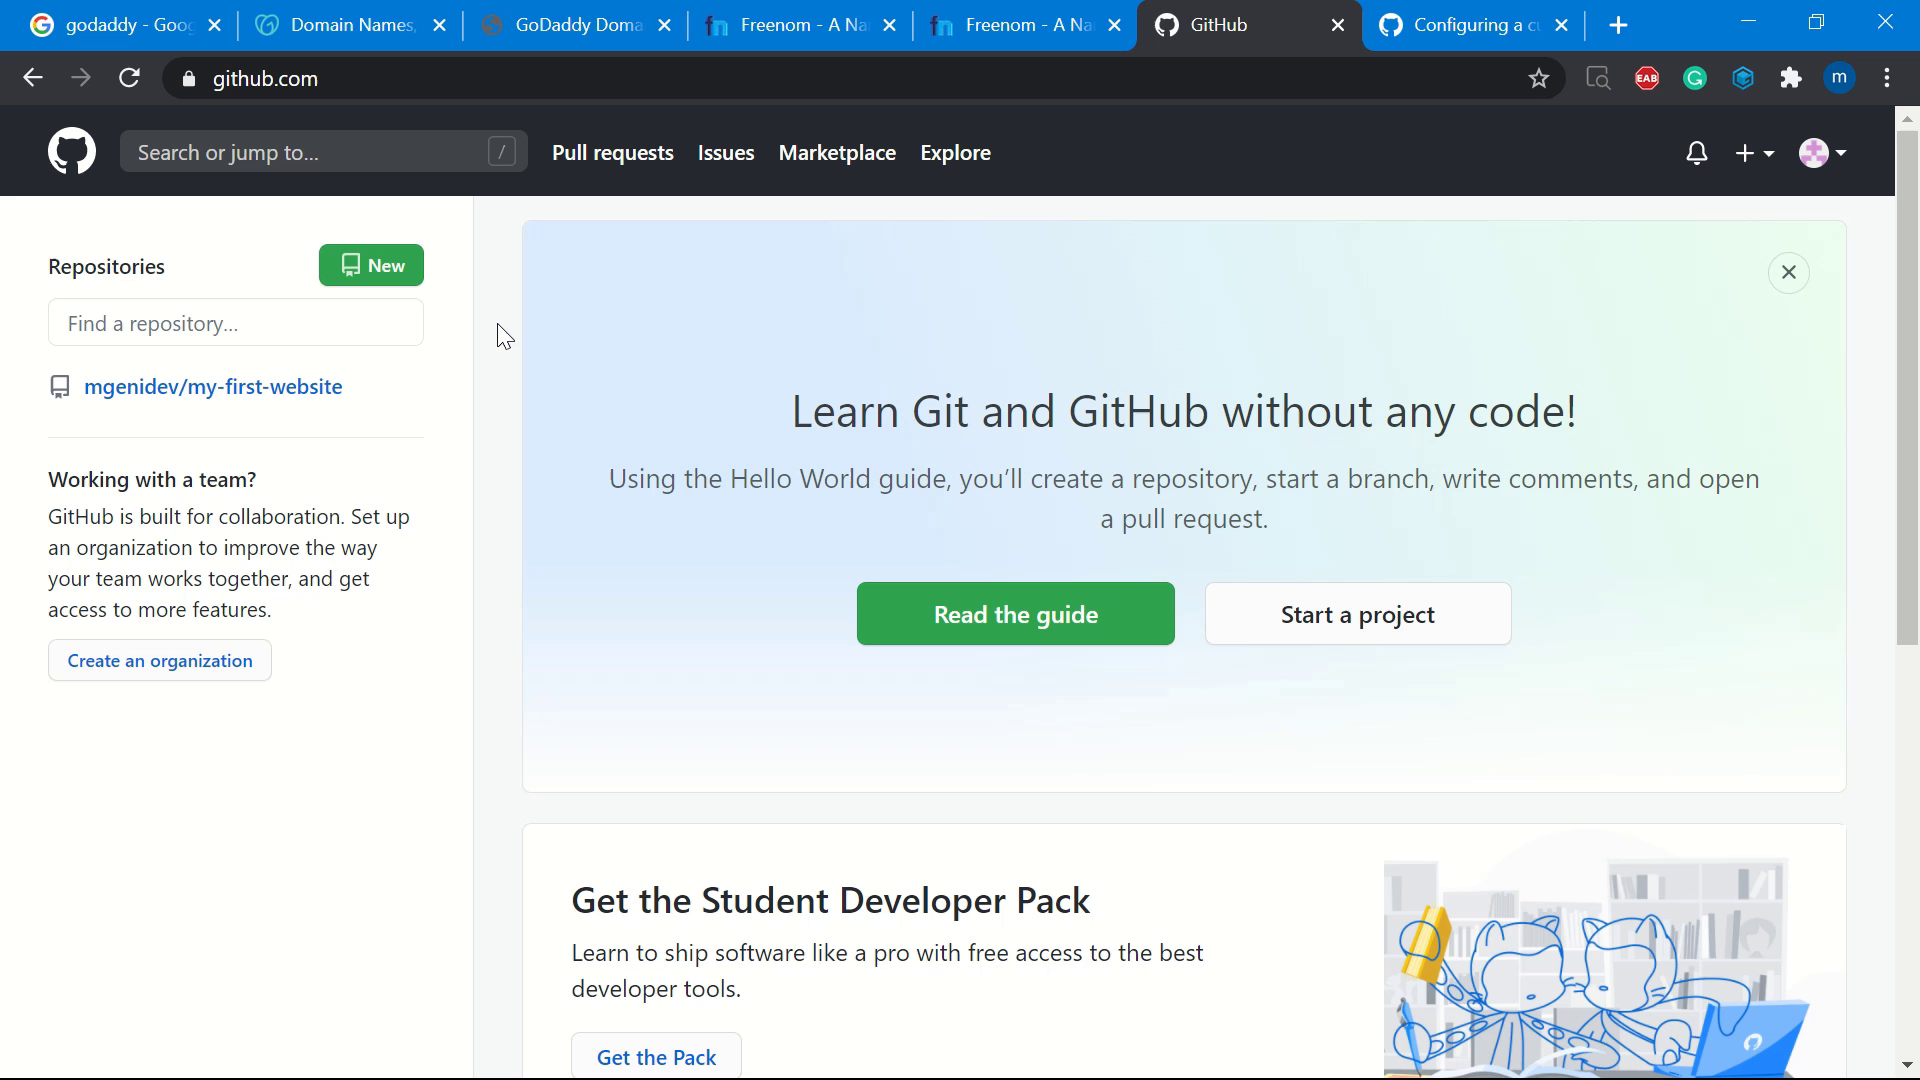 godaddy - Goo
Domain Names,
GoDaddy Doma
Freenom - A Na
Freenom - A Na
GitHub
Configuring a cu
github.com
EAB
m
Search or jump to...
/
Pull requests
Issues
Marketplace
Explore
Repositories
New
Find a repository...
mgenidev/my-first-website
Working with a team?
GitHub is built for collaboration. Set up
an organization to improve the way
your team works together, and get
access to more features.
Create an organization
Learn Git and GitHub without any code!
Using the Hello World guide, you’ll create a repository, start a branch, write comments, and open
a pull request.
Read the guide
Start a project
Get the Student Developer Pack
Learn to ship software like a pro with free access to the best
developer tools.
Get the Pack